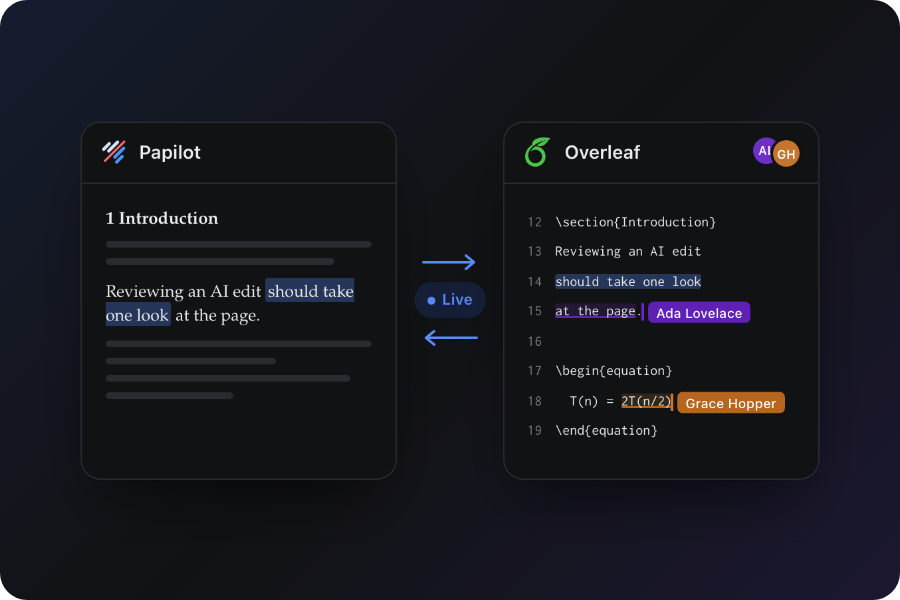 Papilot
1 Introduction
Reviewing an AI edit should take
one look at the page.
Live
Overleaf
AL
GH
12 \section{Introduction}
13 Reviewing an AI edit
14 should take one look
15 at the page. Ada Lovelace
16
17 \begin{equation}
18 T(n) = 2T(n/2) Grace Hopper
19 \end{equation}